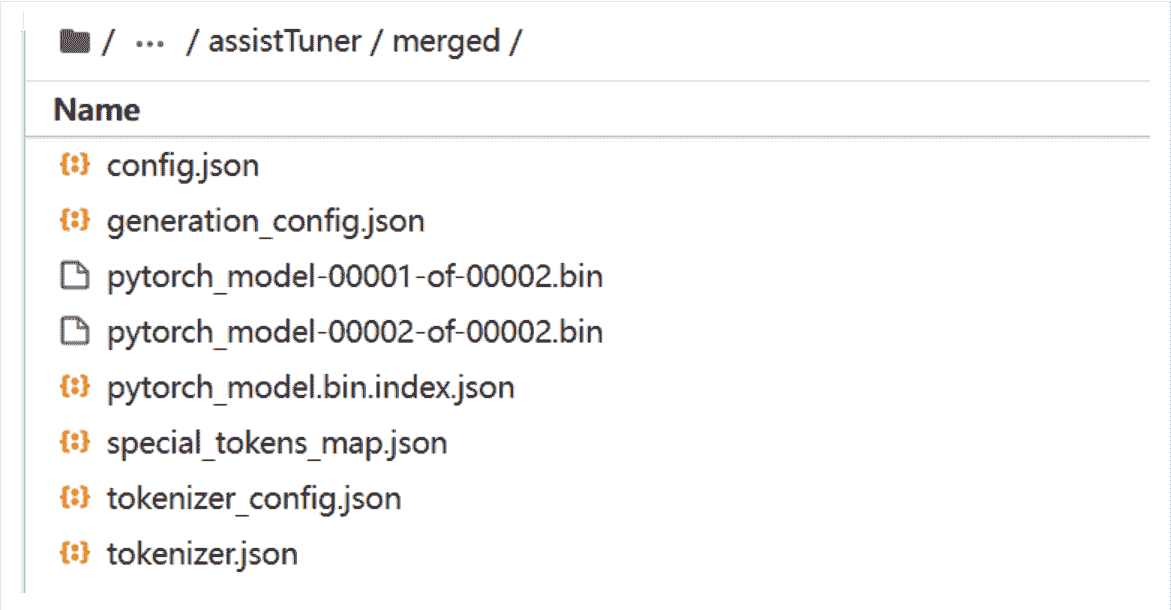 / ... / assistTuner / merged /
Name
config.json
generation_config.json
pytorch_model-00001-of-00002.bin
pytorch_model-00002-of-00002.bin
pytorch_model.bin.index.json
special_tokens_map.json
tokenizer_config.json
tokenizer.json